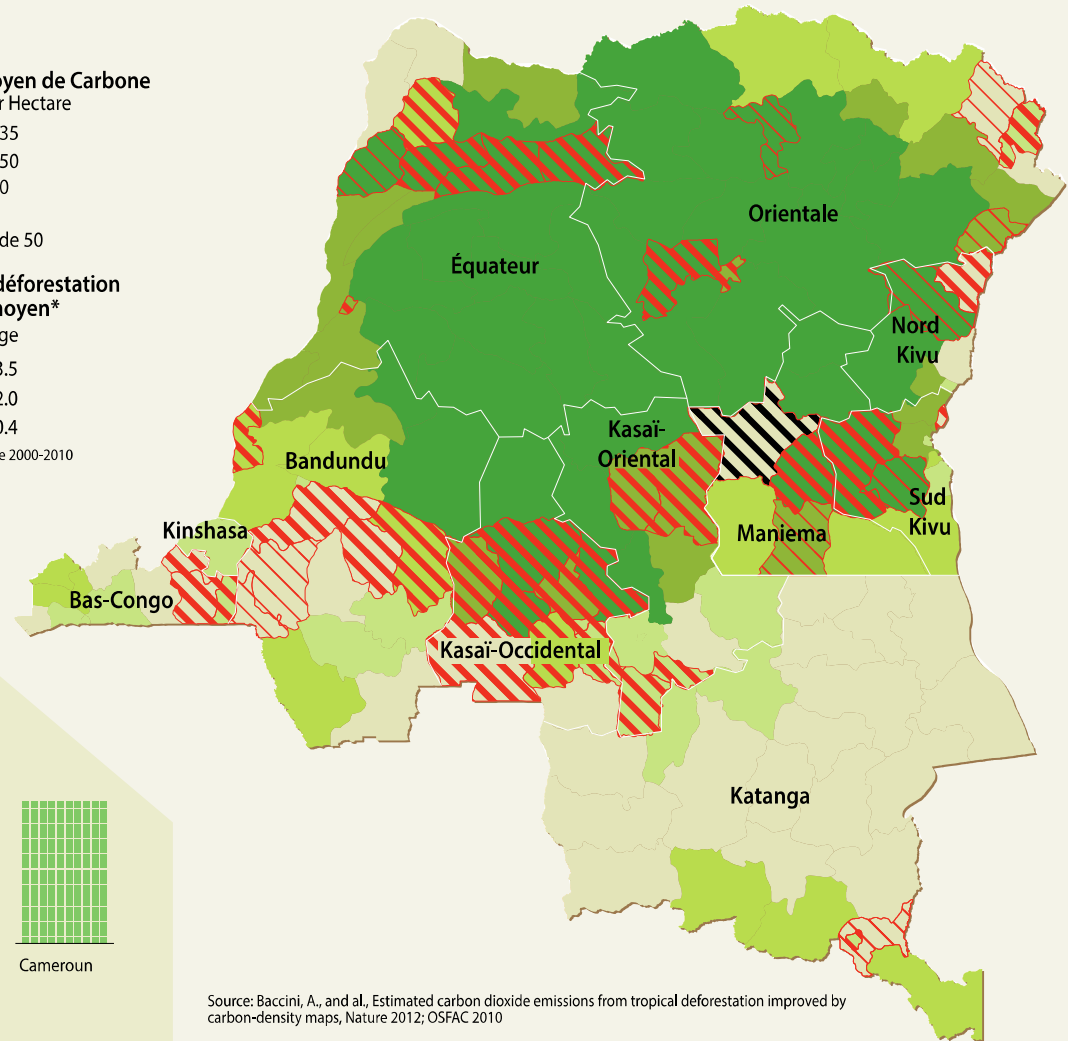 oyen de Carbone
r Hectare
35
50
0
de 50
déforestation
moyen*
ge
3.5
2.0
0.4
e 2000-2010
Orientale
Équateur
Nord
Kivu
Kasaï-
Oriental
Bandundu
Sud
Kivu
Maniema
Kinshasa
Bas-Congo
Kasaï-Occidental
Katanga
Cameroun
Source: Baccini, A., and al., Estimated carbon dioxide emissions from tropical deforestation improved by
carbon-density maps, Nature 2012; OSFAC 2010